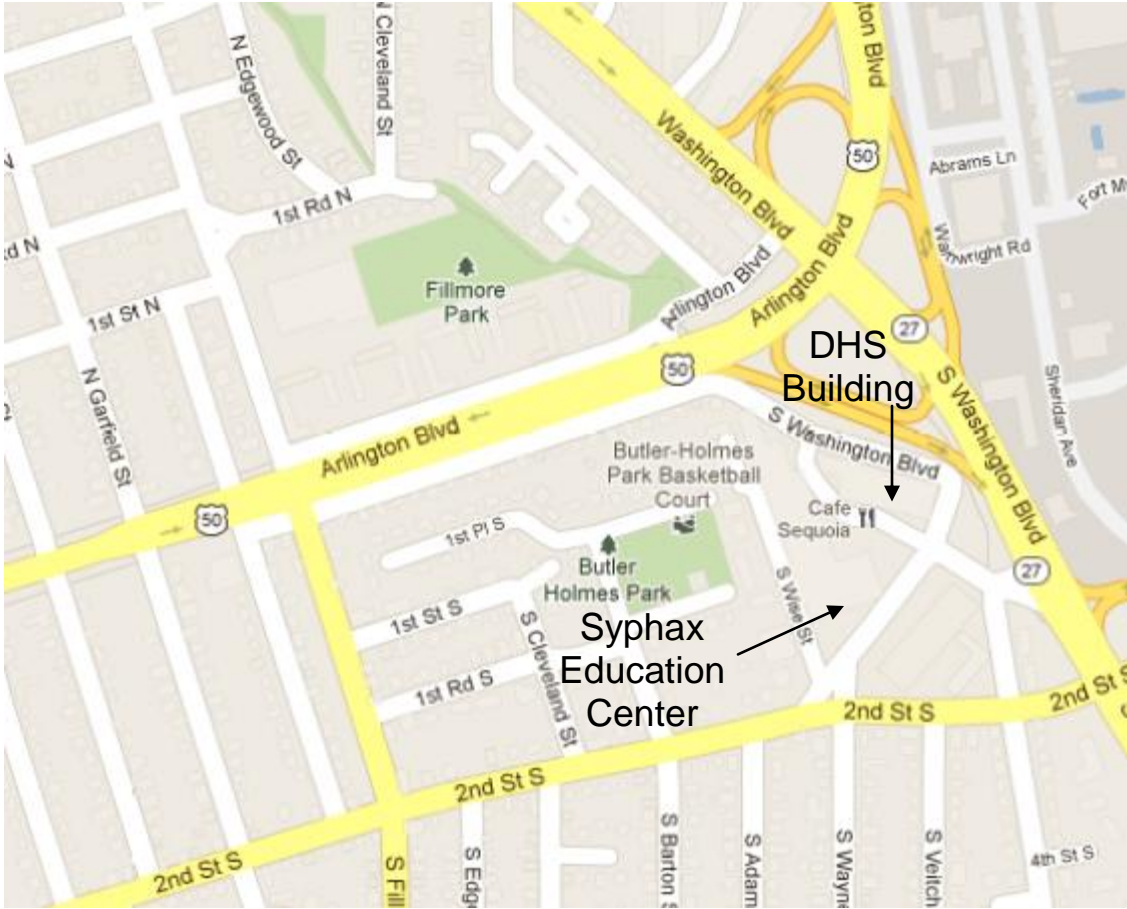 N Cleveland St
ton Blvd
N Edgewood St
Washington Blvd
50
Abrams Ln
Fort M
N
1st Rd N
Wainwright Rd
Rd N
Fillmore
Park
Arlington Blvd
Arlington Blvd
1st St N
27
DHS
Building
50
S Washington Blvd
Sheridan Ave
N Garfield St
Arlington Blvd
S Washington Blvd
Butler-Holmes
Park Basketball
Court
50
Cafe
Sequoia
1st Pl S
27
Butler
Holmes Park
S Wise St
1st St S
S Cleveland St
Syphax
Education
Center
1st Rd S
2nd St S
2nd St S
2nd St S
2nd St S
S Fill
S Edge
S Barton S
S Adam
S Wayne
S Veitch
4th St S